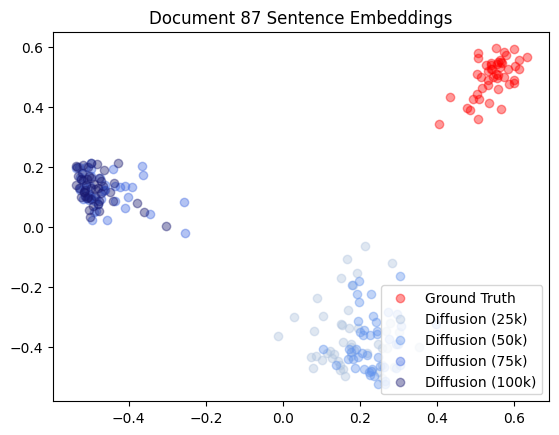 Document 87 Sentence Embeddings
0.6
0.4
0.2
0.0
−0.2
−0.4
Ground Truth
Diffusion (25k)
Diffusion (50k)
Diffusion (75k)
Diffusion (100k)
−0.4 −0.2 0.0 0.2 0.4 0.6